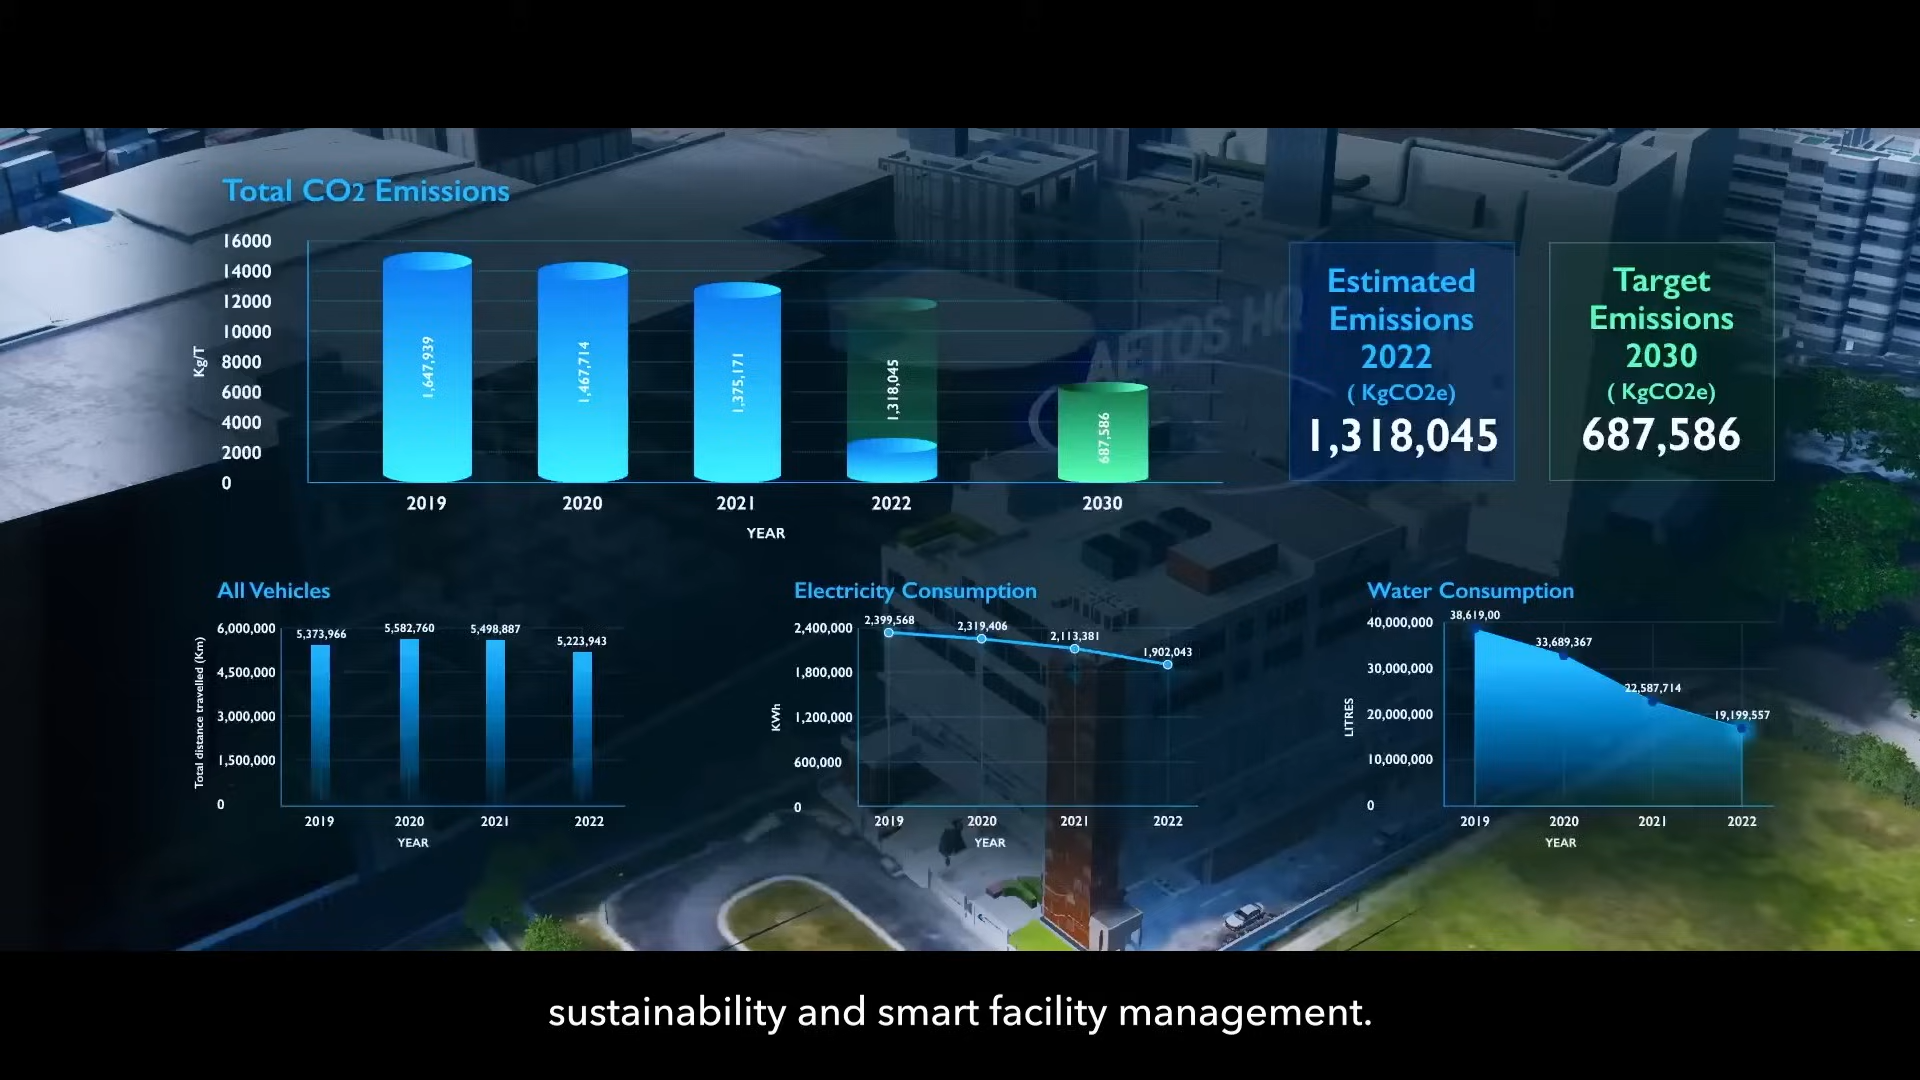 Total CO2 Emissions
16000
14000
12000
10000
8000
6000
4000
2000
0
Kg/T
1,647,939
1,467,714
1,375,171
1,318,045
687,586
2019 2020 2021 2022 2030
YEAR
AETOS HQ
Estimated
Emissions
2022
( KgCO2e)
1,318,045
Target
Emissions
2030
( KgCO2e)
687,586
All Vehicles
Total distance travelled (Km)
6,000,000
4,500,000
3,000,000
1,500,000
0
5,373,966
5,582,760
5,498,887
5,223,943
2019 2020 2021 2022
YEAR
Electricity Consumption
KWh
2,400,000
1,800,000
1,200,000
600,000
0
2,399,568
2,319,406
2,113,381
1,902,043
2019 2020 2021 2022
YEAR
Water Consumption
LITRES
40,000,000
30,000,000
20,000,000
10,000,000
0
38,619,00
33,689,367
22,587,714
19,199,557
2019 2020 2021 2022
YEAR
sustainability and smart facility management.